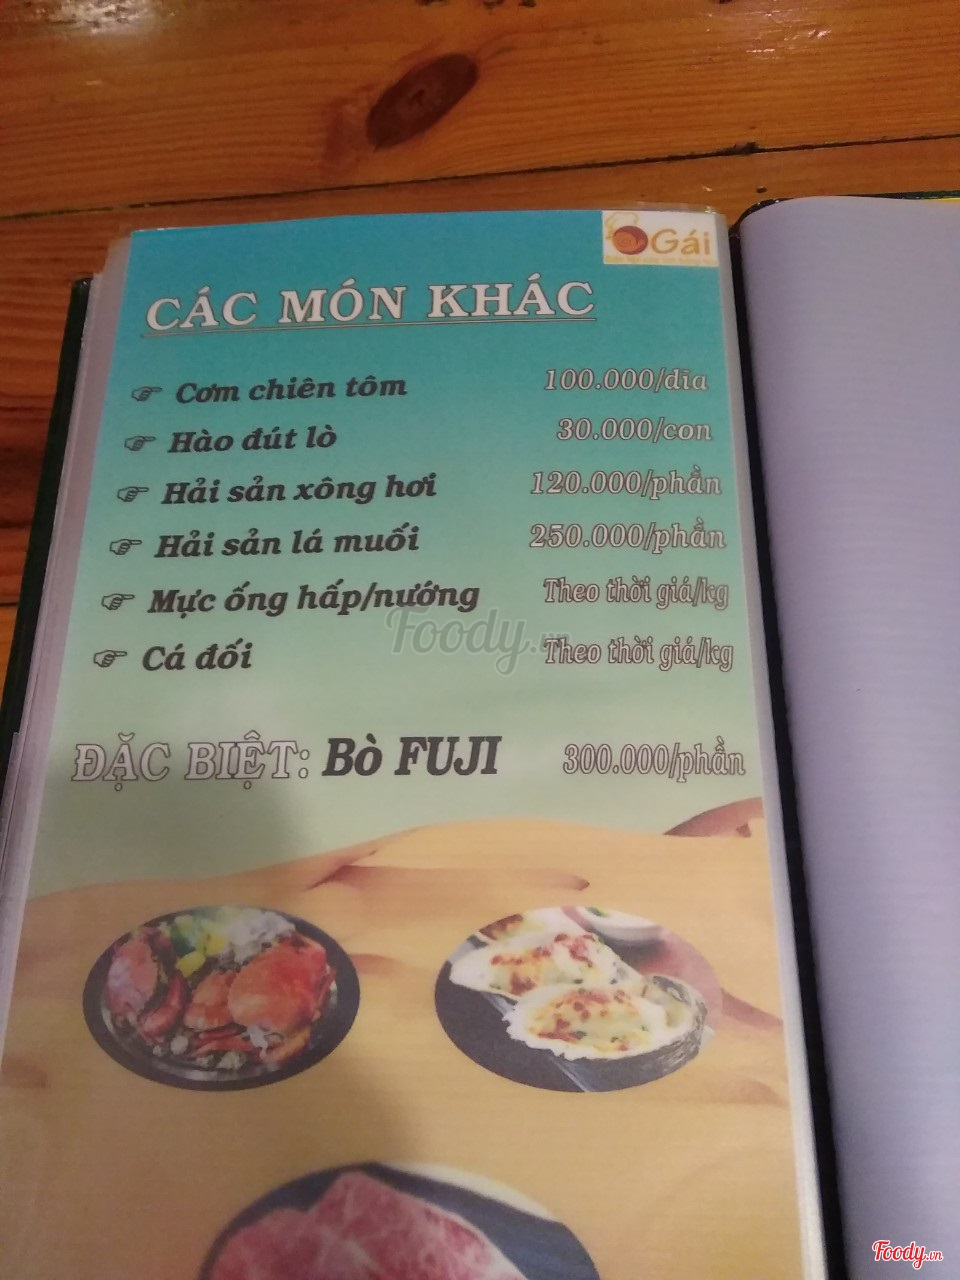 Gái
CÁC MÓN KHÁC
Cơm chiên tôm 100.000/dĩa
Hào đút lò 30.000/con
Hải sản xông hơi 120.000/phần
Hải sản lá muối 250.000/phần
Mực ống hấp/nướng Theo thời giá/kg
Cá đối Theo thời giá/kg
Foody.vn
ĐẶC BIỆT: Bò FUJI 300.000/phần
Foody.vn